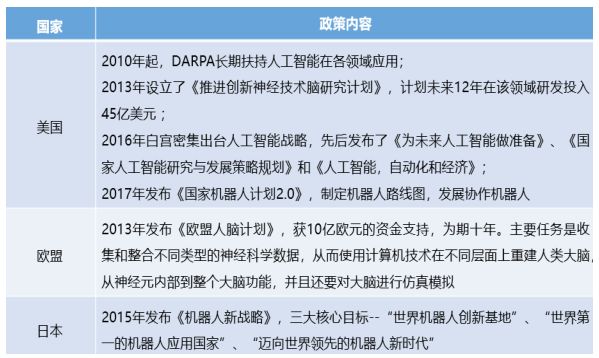 国家
政策内容
美国
2010年起，DARPA长期扶持人工智能在各领域应用；
2013年设立了《推进创新神经技术脑研究计划》，计划未来12年在该领域研发投入
45亿美元 ；
2016年白宫密集出台人工智能战略，先后发布了《为未来人工智能做准备》、《国
家人工智能研究与发展策略规划》和《人工智能，自动化和经济》；
2017年发布《国家机器人计划2.0》，制定机器人路线图，发展协作机器人
欧盟
2013年发布《欧盟人脑计划》，获10亿欧元的资金支持，为期十年。主要任务是收
集和整合不同类型的神经科学数据，从而使用计算机技术在不同层面上重建人类大脑，
从神经元内部到整个大脑功能，并且还要对大脑进行仿真模拟
日本
2015年发布《机器人新战略》，三大核心目标--“世界机器人创新基地”、“世界第
一的机器人应用国家”、“迈向世界领先的机器人新时代”